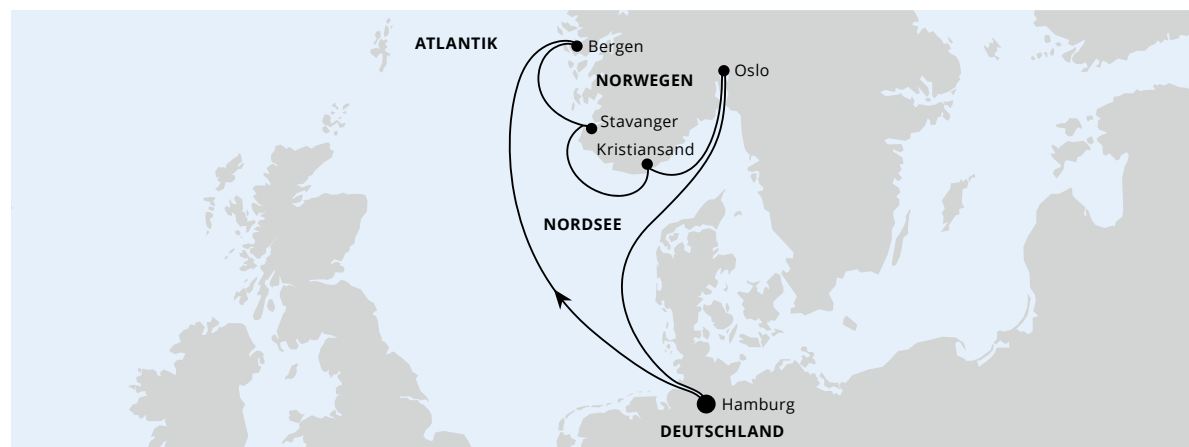 ATLANTIK
Bergen
NORWEGEN
Oslo
Stavanger
Kristiansand
NORDSEE
Hamburg
DEUTSCHLAND